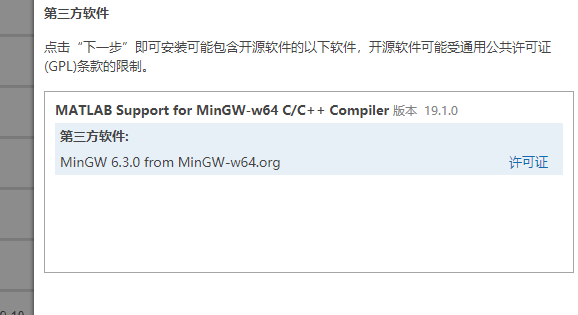 第三方软件
点击“下一步”即可安装可能包含开源软件的以下软件，开源软件可能受通用公共许可证
(GPL)条款的限制。
MATLAB Support for MinGW-w64 C/C++ Compiler 版本 19.1.0
第三方软件:
MinGW 6.3.0 from MinGW-w64.org 许可证